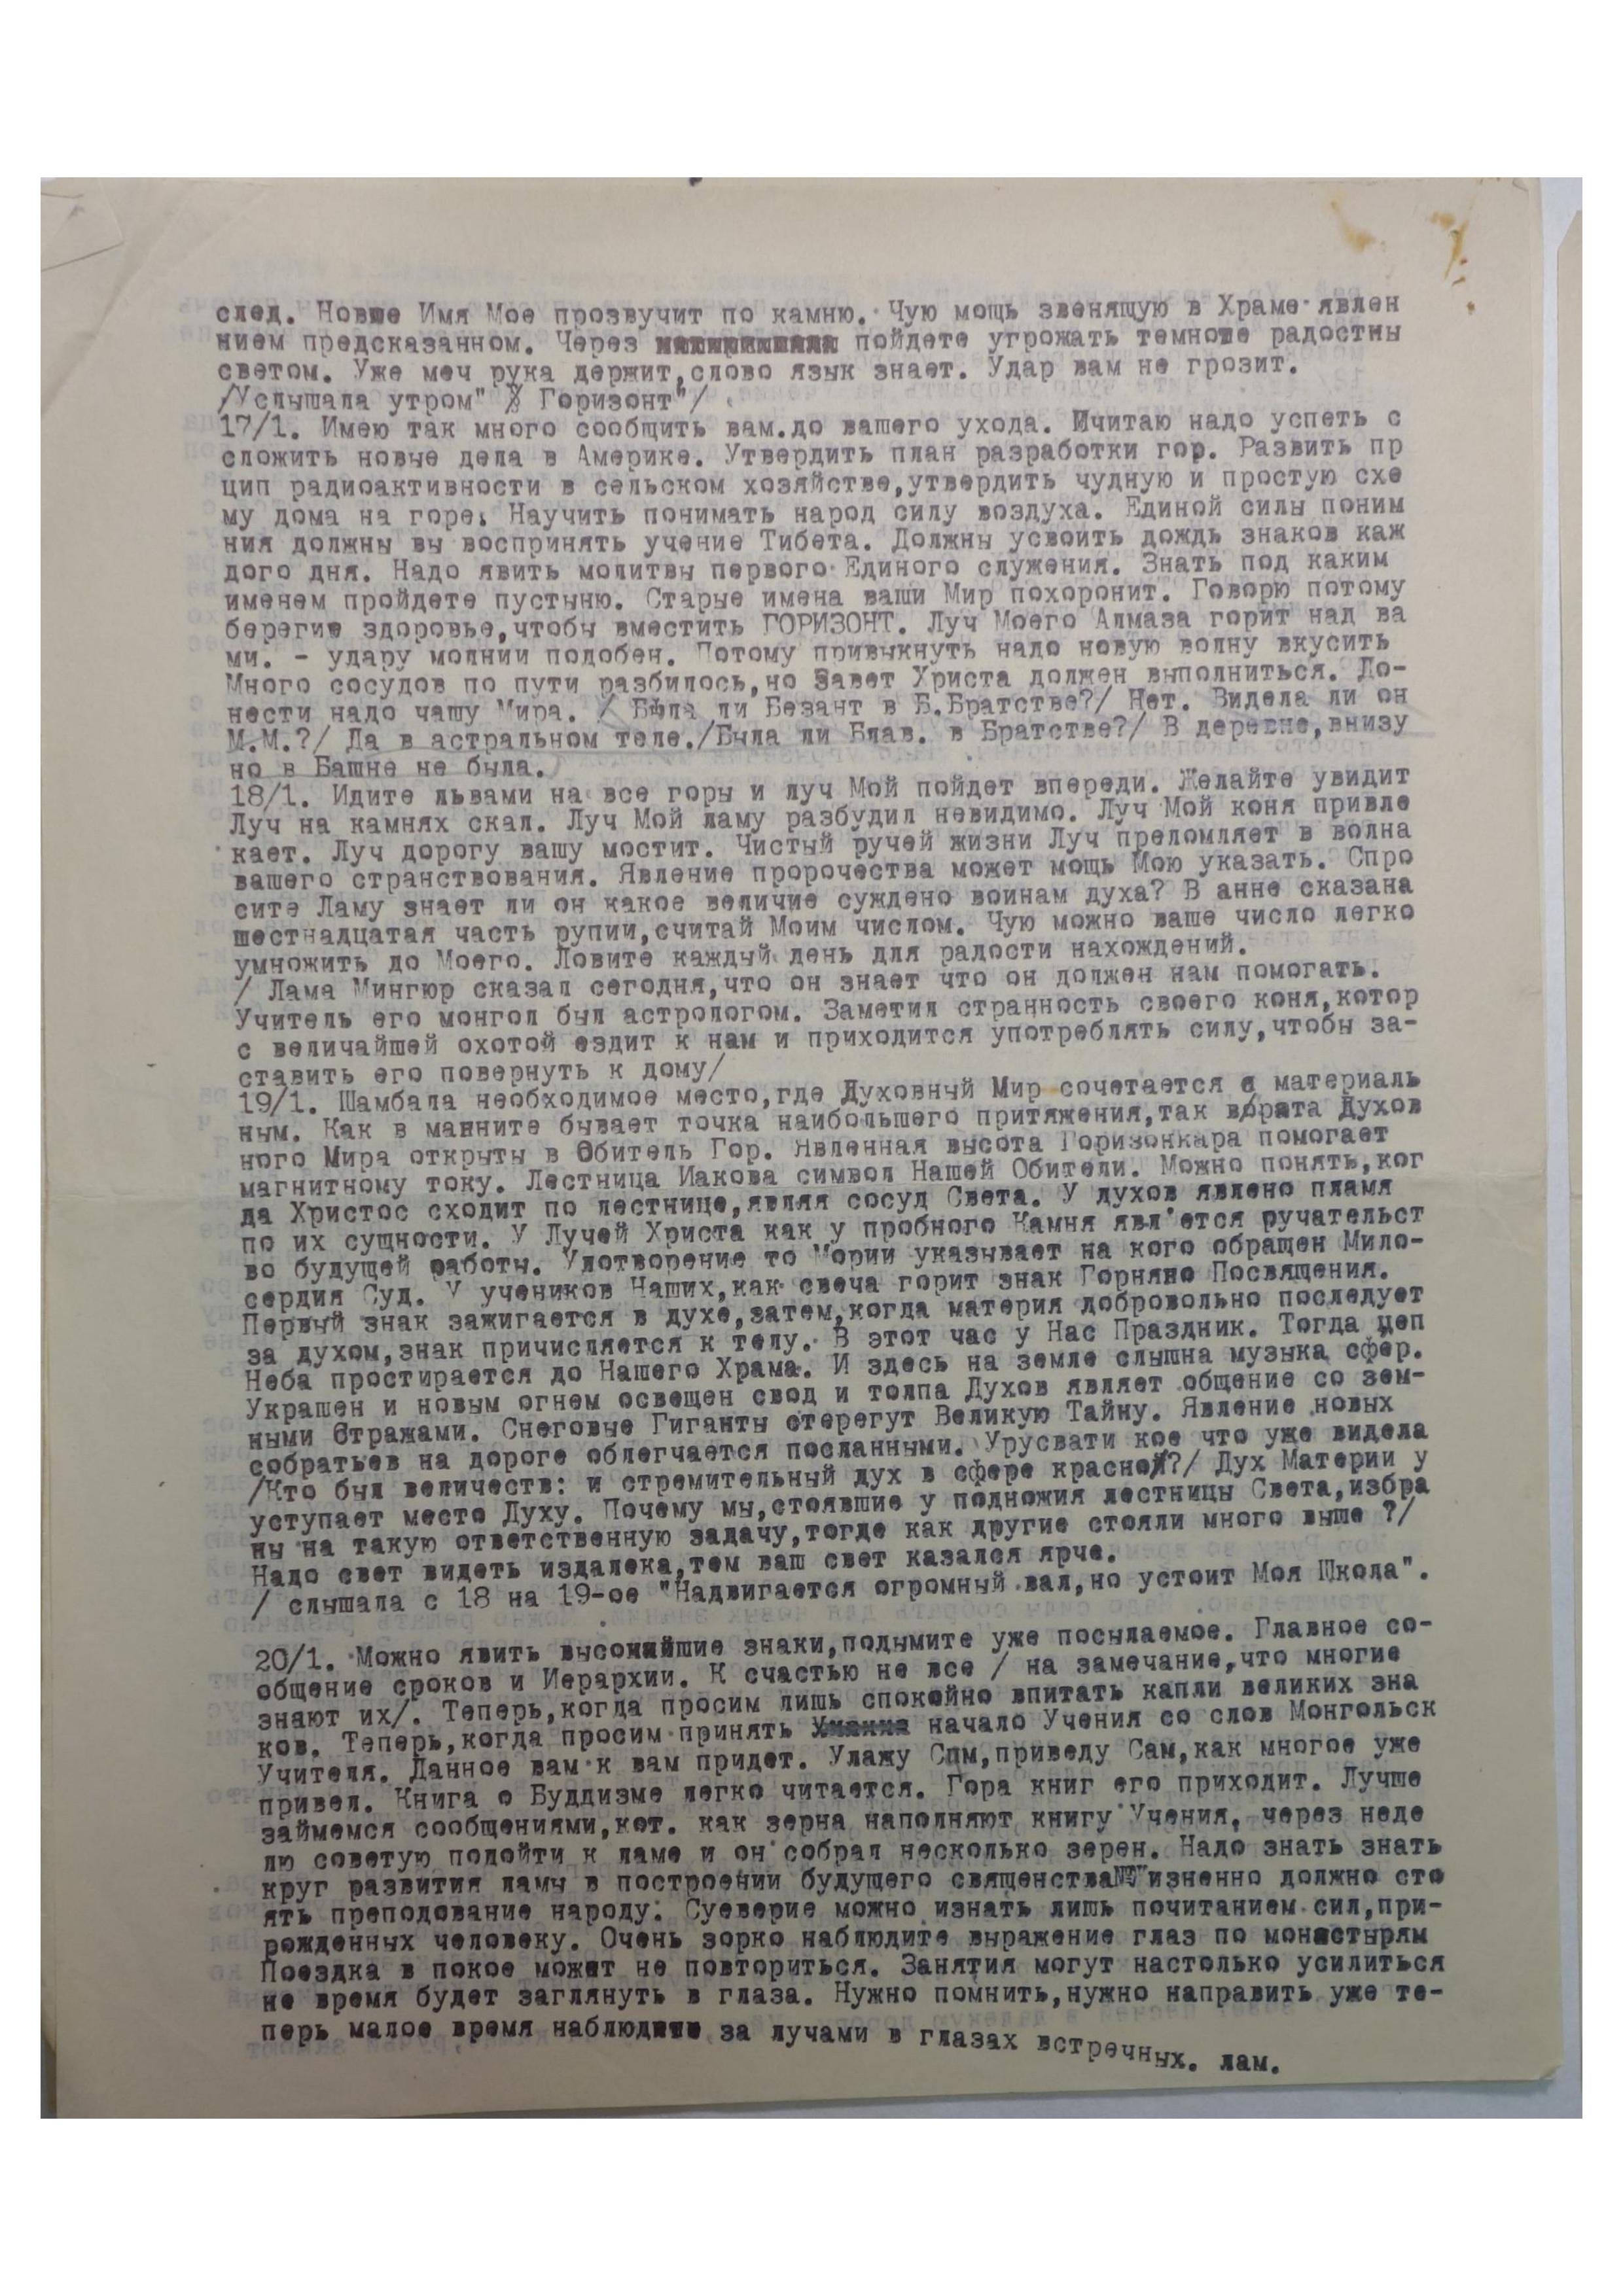 след. Новше Имя Мое прозвучит по камню. Чую мощь звенящую в Храме явлен
нием предсказанном. Через пойдете угрожать темноше радостны
светом. Уже меч рука держит,слово язык знает. Удар вам не грозит.
/Услышала утром" Горизонт"/
17/1. Имею так много сообщить вам.до вашего ухода. Считаю надо успеть с
сложить новые дела в Америке. Утвердить план разработки гор. Развить пр
цип радиоактивности в сельском хозяйстве,утвердить чудную и простую схе
му дома на горе. Научить понимать народ силу воздуха. Единой силы поним
ния должны вы воспринять учение Тибета. Должны усвоить дождь знаков каж
дого дня. Надо явить молитвы первого Единого служения. Знать под каким
именем пройдете пустыню. Старые имена ваши Мир похоронит. Говорю потому
берегие здоровье,чтобы вместить ГОРИЗОНТ. Луч Моего Алмаза горит над ва
ми. - удару молнии подобен. Потому привыкнуть надо новую волну вкусить
Много сосудов по пути разбилось,но Завет Христа должен выполниться. До-
нести надо чашу Мира. / Была ли Безант в Б.Братстве?/ Нет. Видела ли он
М.М.?/ Да в астральном теле./Была ли Блав. в Братстве?/ В деревне,внизу
но в Башне не была.
18/1. Идите львами на все горы и луч Мой пойдет впереди. Желайте увидит
Луч на камнях скал. Луч Мой ламу разбудил невидимо. Луч Мой коня привле
кает. Луч дорогу вашу мостит. Чистый ручей жизни Луч преломляет в волна
вашего странствования. Явление пророчества может мощь Мою указать. Спро
сите Ламу знает ли он какое величие суждено воинам духа? В анне сказана
шестнадцатая часть рупии,считай Моим числом. Чую можно ваше число легко
умножить до Моего. Ловите каждый день для радости нахождений.
/ Лама Мингюр сказал сегодня,что он знает что он должен нам помогать.
Учитель его монгол был астрологом. Заметил странность своего коня,котор
с величайшей охотой ездит к нам и приходится употреблять силу,чтобы за-
ставить его повернуть к дому/
19/1. Шамбала необходимое место,где Духовный Мир сочетается с материаль
ным. Как в манните бывает точка наибольшего притяжения,так врата Духов
ного Мира открыты в Обитель Гор. Явленная высота Горизонкара помогает
магнитному току. Лестница Иакова символ Нашей Обители. Можно понять,ког
да Христос сходит по лестнице,являя сосуд Света. У духов явлено пламя
по их сущности. У Лучей Христа как у пробного Камня явл'ется ручательст
во будущей работы. Удотворение то Мории указывает на кого обращен Мило-
сердия Суд. У учеников Наших,как свеча горит знак Горняно Посвящения.
Первый знак зажигается в духе,затем,когда материя добровольно последует
за духом,знак причисляется к телу. В этот час у Нас Праздник. Тогда цеп
Неба простирается до Нашего Храма. И здесь на земле слышна музыка сфер.
Украшен и новым огнем освещен свод и толпа Духов являет общение со зем-
ными Стражами. Снеговые Гиганты стерегут Великую Тайну. Явление новых
собратьев на дороге облегчается посланными. Урусвати кое что уже видела
/Кто был величеств: и стремительный дух в сфере красной?/ Дух Материи у
уступает место Духу. Почему мы,стоявшие у подножия лестницы Света,избра
ны на такую ответственную задачу,тогде как другие стояли много выше ?/
Надо свет видеть издалека,тем ваш свет казался ярче.
/ слышала с 18 на 19-ое "Надвигается огромный вал,но устоит Моя Школа".
20/1. Можно явить высочайшие знаки,подымите уже посылаемое. Главное со-
общение сроков и Иерархии. К счастью не все / на замечание,что многие
знают их/. Теперь,когда просим лишь спокойно впитать капли великих зна
ков. Теперь,когда просим принять начало Учения со слов Монгольск
Учителя. Данное вам к вам придет. Улажу Сам,приведу Сам,как многое уже
привел. Книга о Буддизме легко читается. Гора книг его приходит. Лучше
займемся сообщениями,кот. как зерна наполняют книгу Учения, через неде
лю советую подойти к ламе и он собрал несколько зерен. Надо знать знать
круг развития ламы в построении будущего священства изненно должно сто
ять преподование народу. Суеверие можно изнать лишь почитанием сил,при-
рожденных человеку. Очень зорко наблюдите выражение глаз по монастырям
Поездка в покое может не повториться. Занятия могут настолько усилиться
не время будет заглянуть в глаза. Нужно помнить,нужно направить уже те-
перь малое время за лучами в глазах встречных. лам.